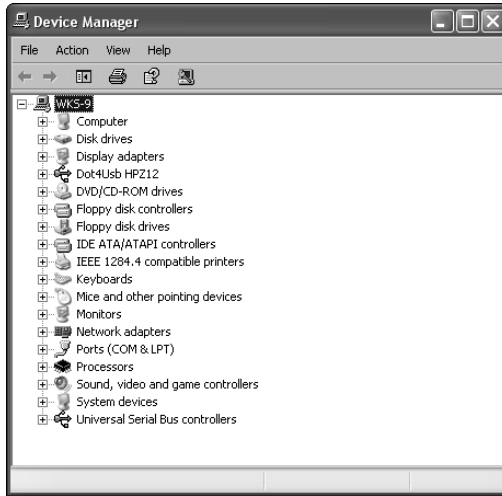 Device Manager
File Action View Help
WKS-9
Computer
Disk drives
Display adapters
Dot4Usb HPZ12
DVD/CD-ROM drives
Floppy disk controllers
Floppy disk drives
IDE ATA/ATAPI controllers
IEEE 1284.4 compatible printers
Keyboards
Mice and other pointing devices
Monitors
Network adapters
Ports (COM & LPT)
Processors
Sound, video and game controllers
System devices
Universal Serial Bus controllers